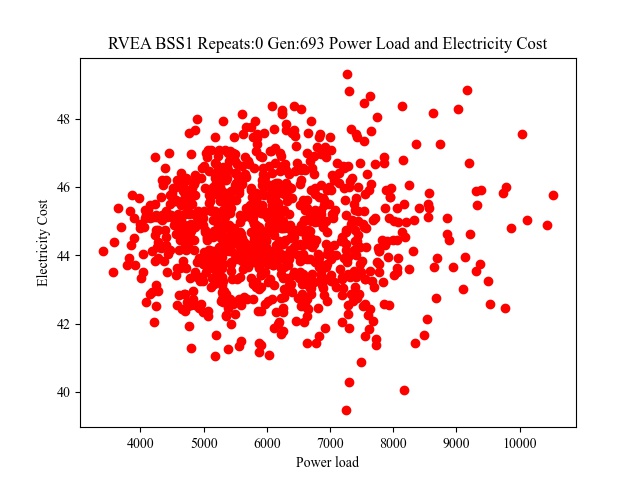 RVEA BSS1 Repeats:0 Gen:693 Power Load and Electricity Cost
48
46
44
42
40
Electricity Cost
4000 5000 6000 7000 8000 9000 10000
Power load